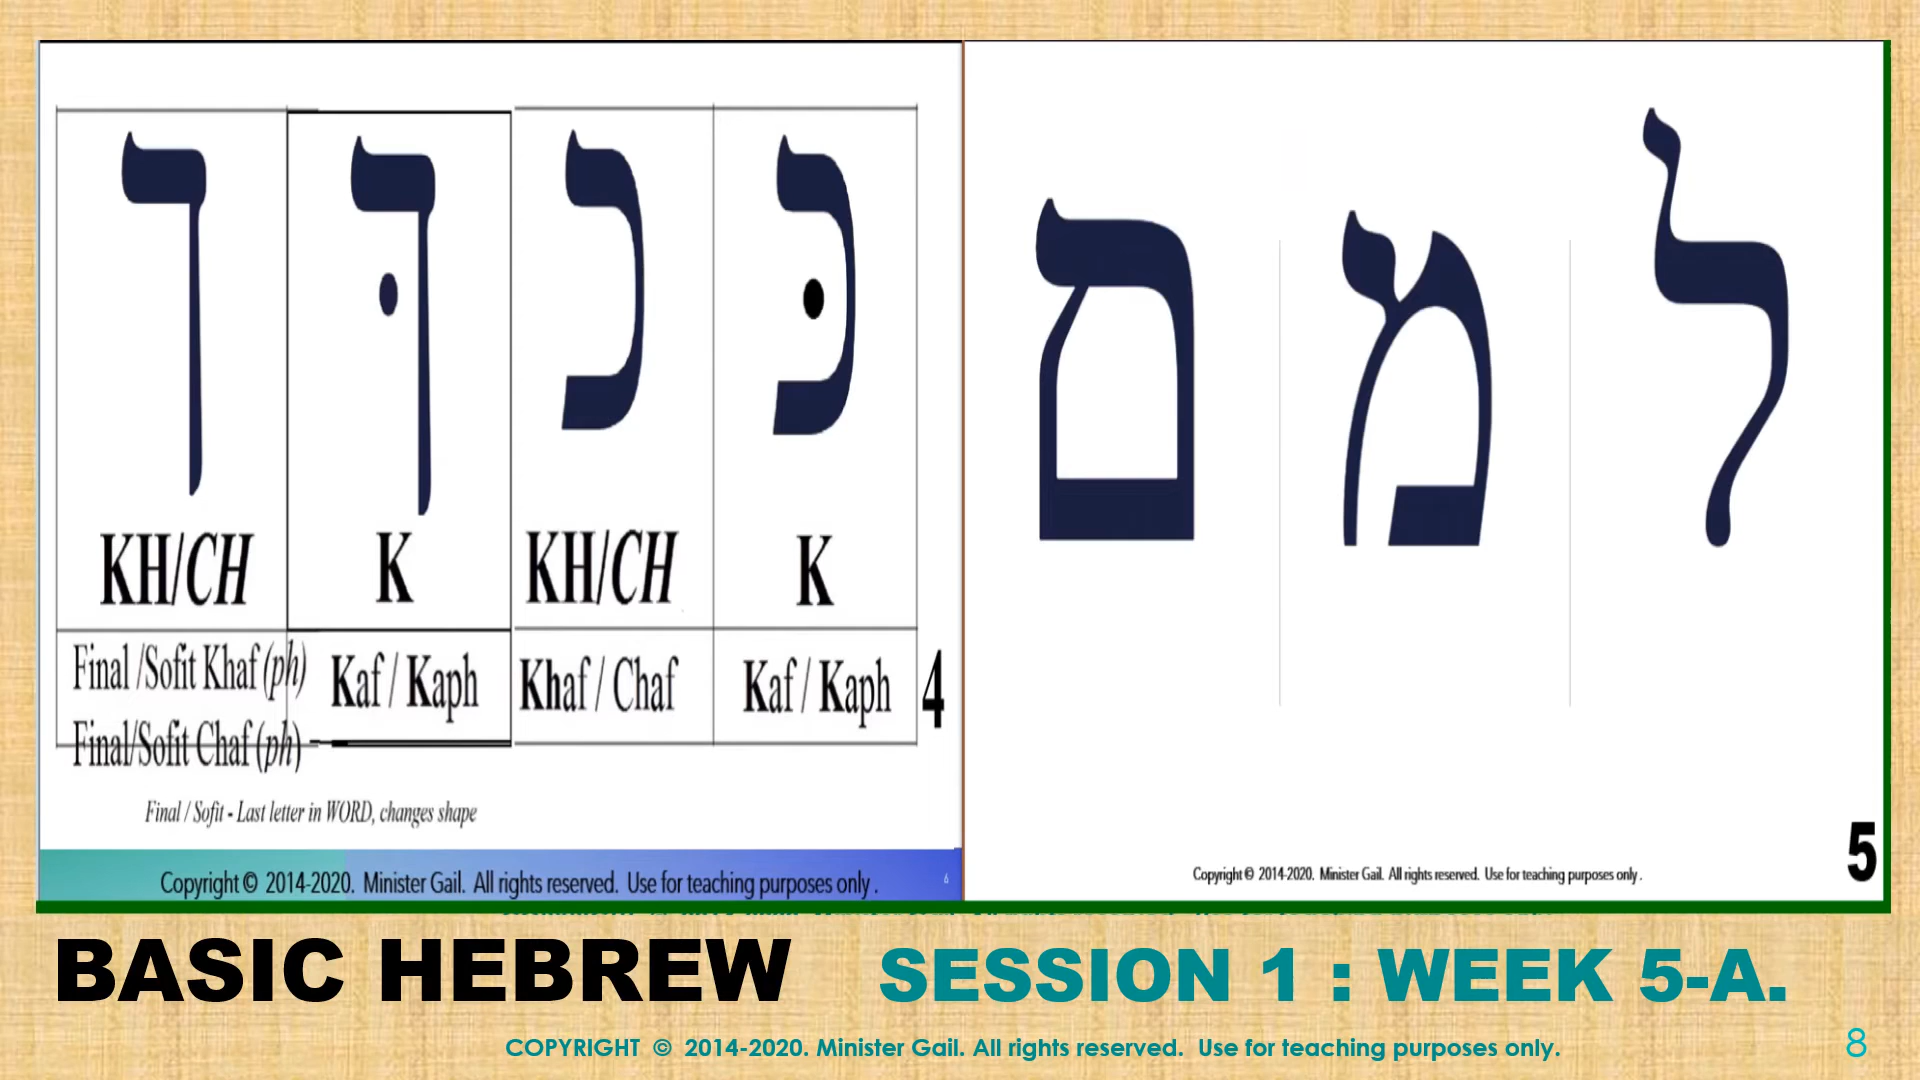 ך ךּ כ כּ
KH/CH K KH/CH K
Final /Sofit Khaf (ph)
Final/Sofit Chaf (ph)
Kaf / Kaph
Khaf / Chaf
Kaf / Kaph
4
Final / Sofit - Last letter in WORD, changes shape
Copyright © 2014-2020. Minister Gail. All rights reserved. Use for teaching purposes only .
6
ל מ ם
5
Copyright © 2014-2020. Minister Gail. All rights reserved. Use for teaching purposes only .
BASIC HEBREW SESSION 1 : WEEK 5-A.
COPYRIGHT © 2014-2020. Minister Gail. All rights reserved. Use for teaching purposes only.
8